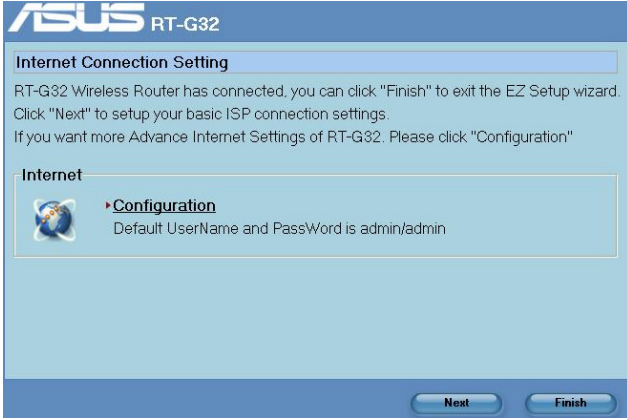 ASUS RT-G32
Internet Connection Setting
RT-G32 Wireless Router has connected, you can click "Finish" to exit the EZ Setup wizard.
Click "Next" to setup your basic ISP connection settings.
If you want more Advance Internet Settings of RT-G32. Please click "Configuration"
Internet
Configuration
Default UserName and PassWord is admin/admin
Next Finish